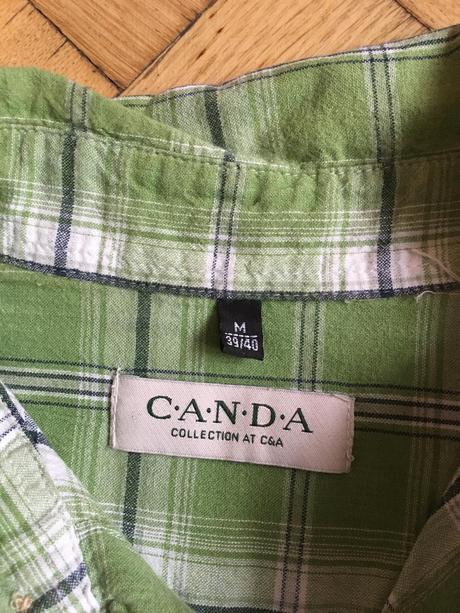 M
39/40
C·A·N·D·A
COLLECTION AT C&A